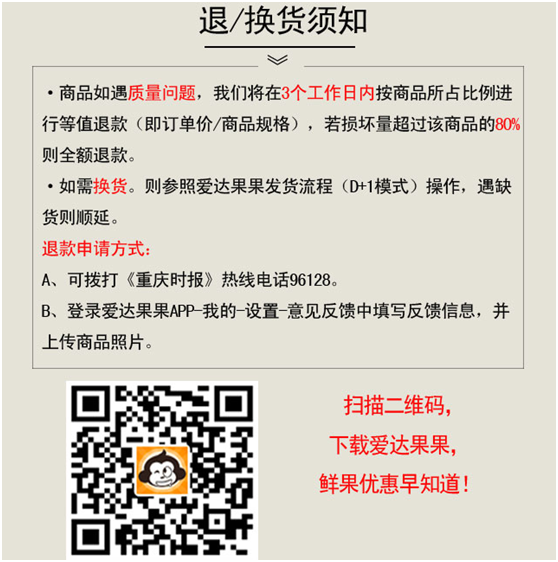 退/换货须知
·商品如遇质量问题，我们将在3个工作日内按商品所占比例进
行等值退款（即订单价/商品规格），若损坏量超过该商品的80%
则全额退款。
·如需换货。则参照爱达果果发货流程（D+1模式）操作，遇缺
货则顺延。
退款申请方式：
A、可拨打《重庆时报》热线电话96128。
B、登录爱达果果APP-我的-设置-意见反馈中填写反馈信息，并
上传商品照片。
扫描二维码，
下载爱达果果，
鲜果优惠早知道！